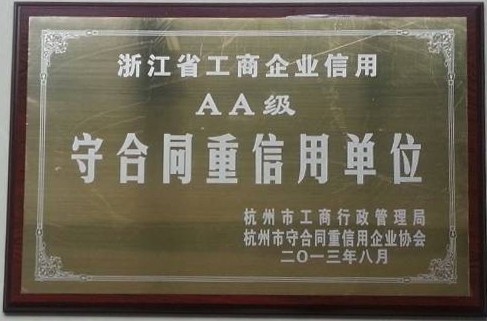 浙江省工商企业信用
AA级
守合同重信用单位
杭州市工商行政管理局
杭州市守合同重信用企业协会
二〇一三年八月